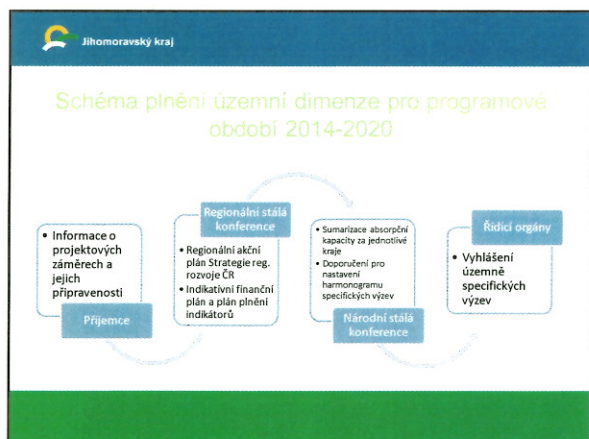 Jihomoravský kraj
Schéma plnění územní dimenze pro programové
období 2014-2020
• Informace o
projektových
záměrech a
jejich
připravenosti
Příjemce
Regionální stálá
konference
• Regionální akční
plán Strategie reg.
rozvoje ČR
• Indikativní finanční
plán a plán plnění
indikátorů
• Sumarizace absorpční
kapacity za jednotlivé
kraje
• Doporučení pro
nastavení
harmonogramu
specifických výzev
Národní stálá
konference
Řídící orgány
• Vyhlášení
územně
specifických
výzev